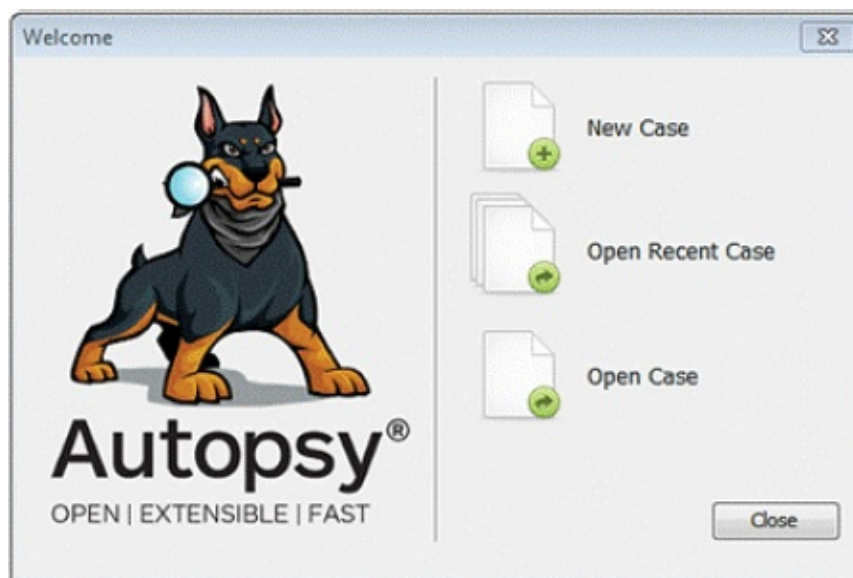 Welcome
New Case
Open Recent Case
Open Case
Autopsy®
OPEN | EXTENSIBLE | FAST
Close